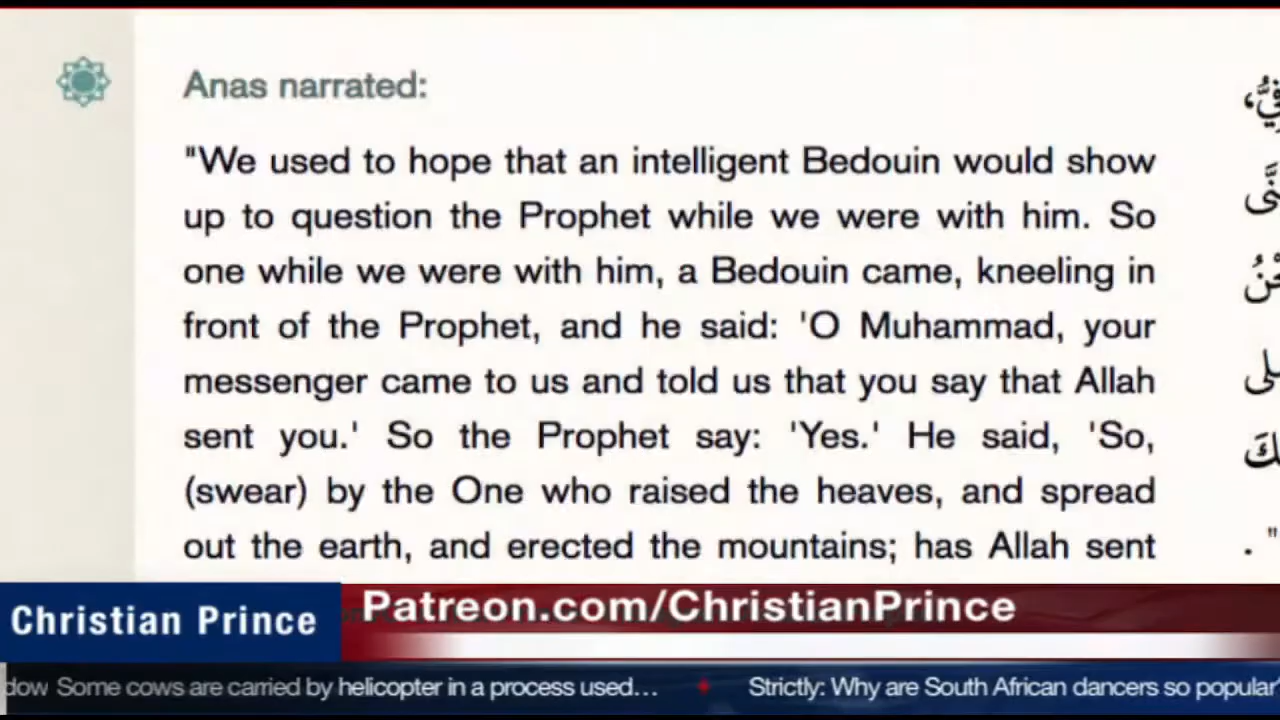 Anas narrated:
"We used to hope that an intelligent Bedouin would show
up to question the Prophet while we were with him. So
one while we were with him, a Bedouin came, kneeling in
front of the Prophet, and he said: 'O Muhammad, your
messenger came to us and told us that you say that Allah
sent you.' So the Prophet say: 'Yes.' He said, 'So,
(swear) by the One who raised the heaves, and spread
out the earth, and erected the mountains; has Allah sent
Christian Prince
Patreon.com/ChristianPrince
dow Some cows are carried by helicopter in a process used... Strictly: Why are South African dancers so popular'